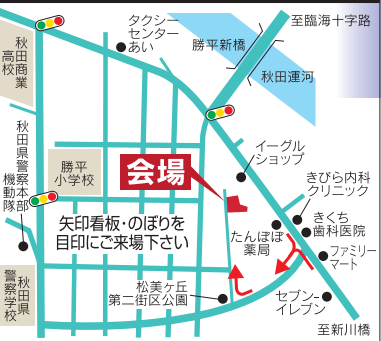 至臨海十字路
タクシー
センター
あい
勝平新橋
秋田運河
秋田商業
高校
イーグル
ショップ
秋田県警察本部
機動隊
勝平
小学校
会場
きびら内科
クリニック
矢印看板・のぼりを
目印にご来場下さい
きくち
歯科医院
たんぽぽ
薬局
ファミリー
マート
秋田県
警察学校
松美ヶ丘
第二街区公園
セブン-
イレブン
至新川橋